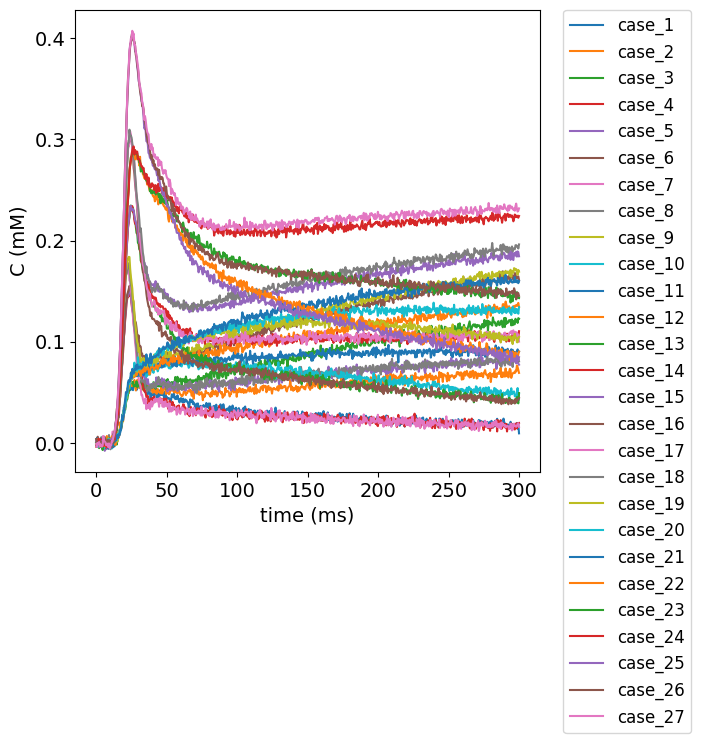 C (mM)
0.4
0.3
0.2
0.1
0.0
0
50
100
150
200
250
300
time (ms)
case_1
case_2
case_3
case_4
case_5
case_6
case_7
case_8
case_9
case_10
case_11
case_12
case_13
case_14
case_15
case_16
case_17
case_18
case_19
case_20
case_21
case_22
case_23
case_24
case_25
case_26
case_27